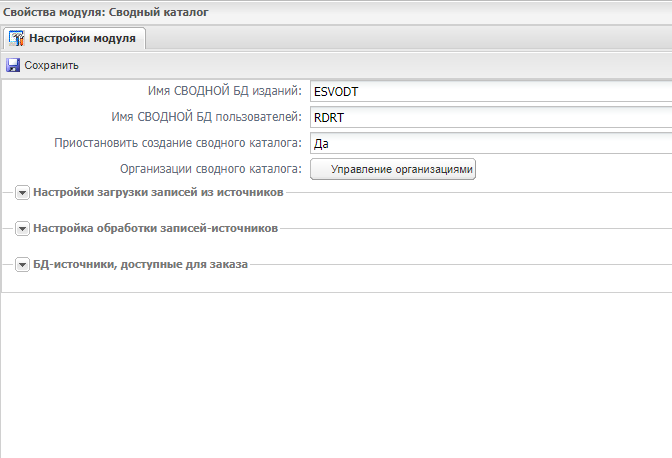 Свойства модуля: Сводный каталог
Настройки модуля
Сохранить
Имя СВОДНОЙ БД изданий: ESVODT
Имя СВОДНОЙ БД пользователей: RDRT
Приостановить создание сводного каталога: Да
Организации сводного каталога: Управление организациями
Настройки загрузки записей из источников
Настройка обработки записей-источников
БД-источники, доступные для заказа